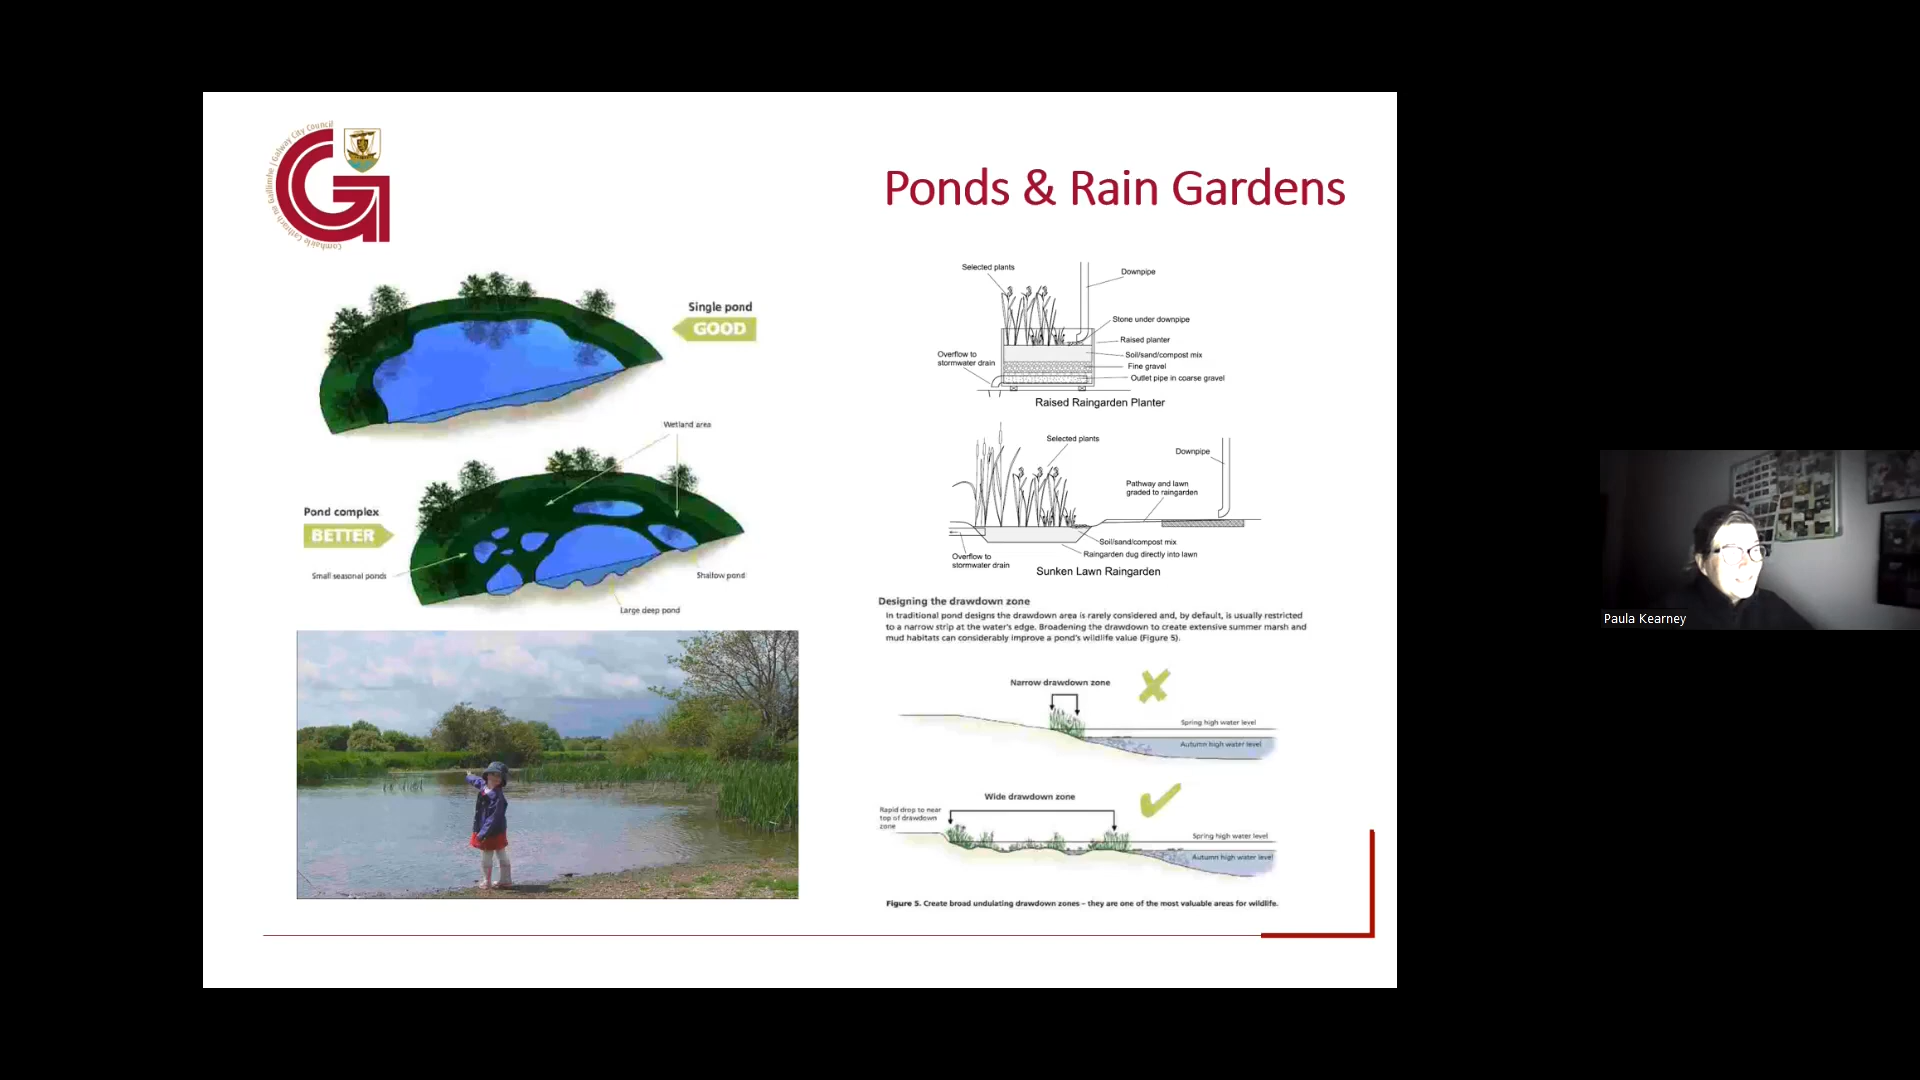 Comhairle Cathrach na Gaillimhe | Galway City Council
Ponds & Rain Gardens
Single pond
GOOD
Wetland area
Pond complex
BETTER
Small seasonal ponds
Shallow pond
Large deep pond
Selected plants
Downpipe
Stone under downpipe
Raised planter
Overflow to
stormwater drain
Soil/sand/compost mix
Fine gravel
Outlet pipe in coarse gravel
Raised Raingarden Planter
Selected plants
Downpipe
Pathway and lawn
graded to raingarden
Soil/sand/compost mix
Raingarden dug directly into lawn
Overflow to
stormwater drain
Sunken Lawn Raingarden
Designing the drawdown zone
In traditional pond designs the drawdown area is rarely considered and, by default, is usually restricted
to a narrow strip at the water's edge. Broadening the drawdown to create extensive summer marsh and
mud habitats can considerably improve a pond's wildlife value (Figure 5).
Narrow drawdown zone
Spring high water level
Autumn high water level
Wide drawdown zone
Rapid drop to near
top of drawdown
zone
Spring high water level
Autumn high water level
Figure 5. Create broad undulating drawdown zones – they are one of the most valuable areas for wildlife.
Paula Kearney